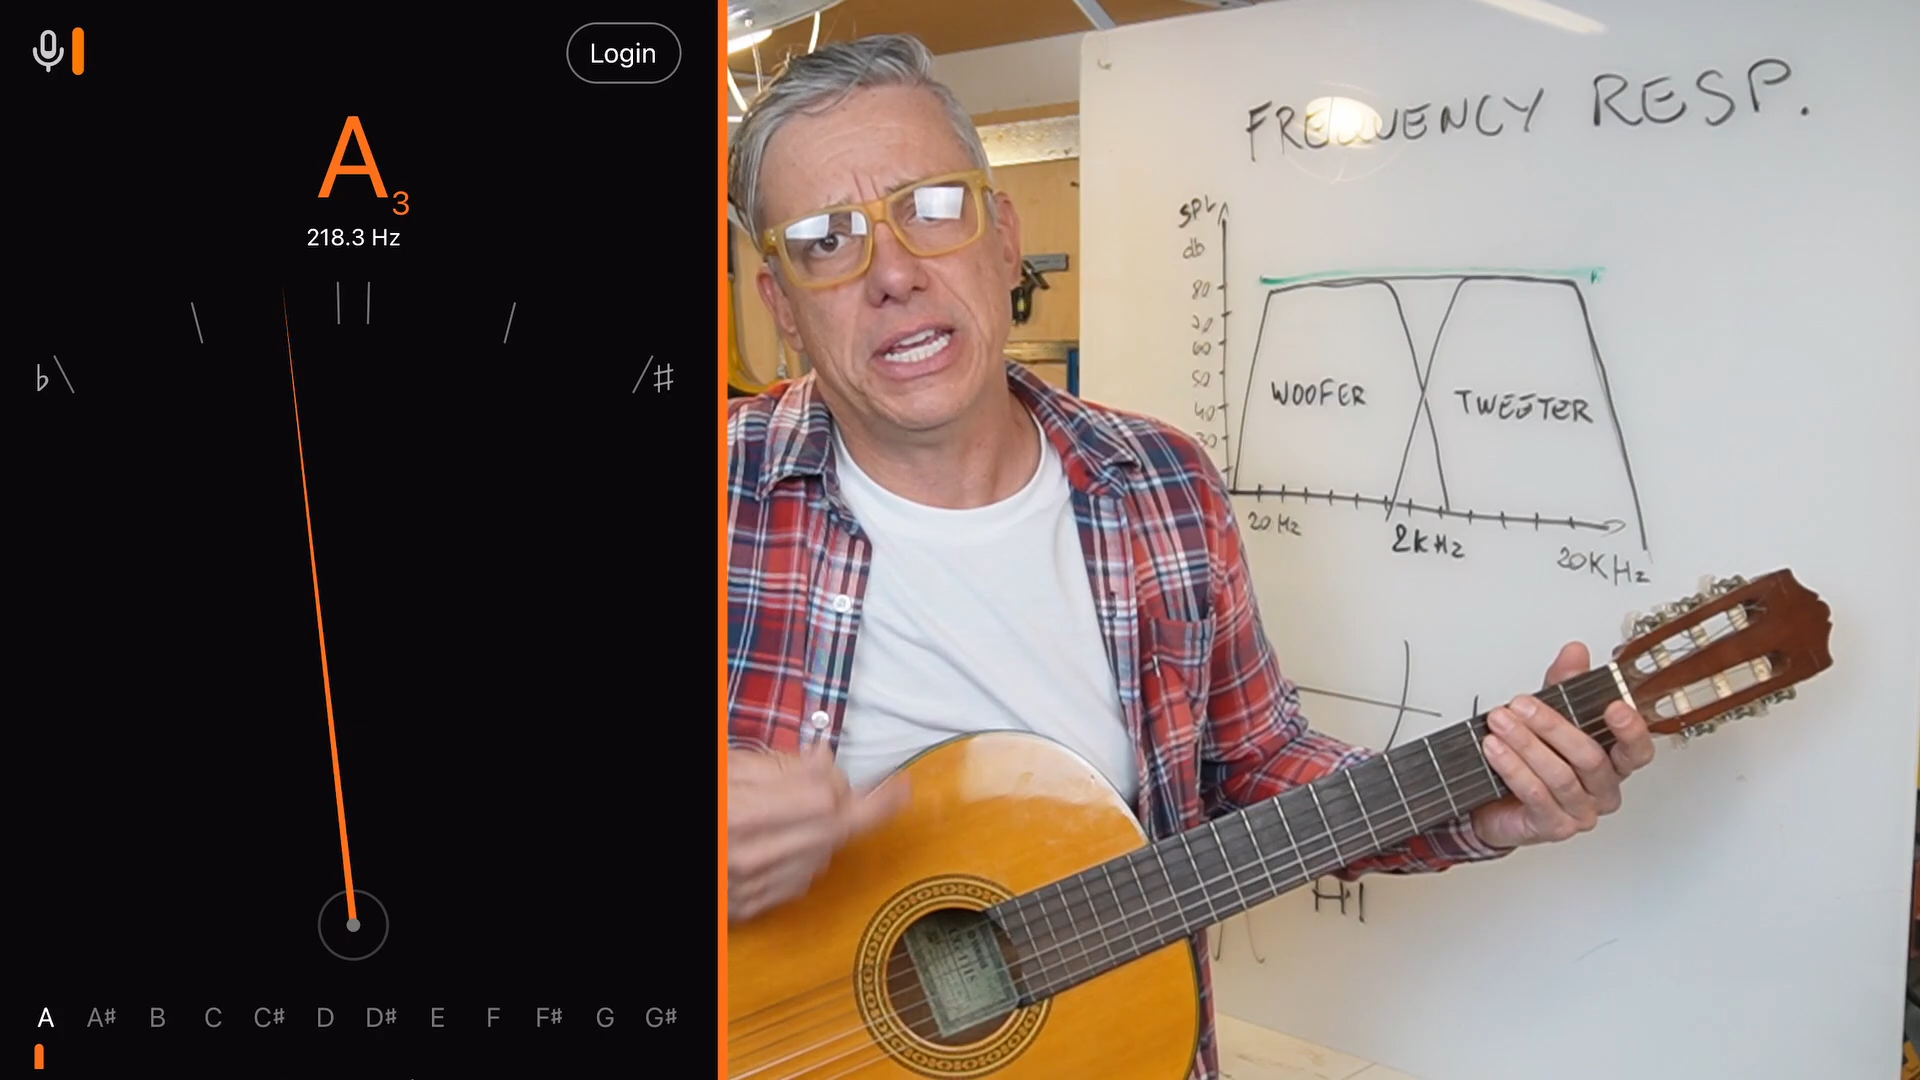 Login
A3
218.3 Hz
♭ ♯
A A♯ B C C♯ D D♯ E F F♯ G G♯
FREQUENCY RESP.
SPL
db
80
70
60
50
40
30
WOOFER TWEETER
20 Hz 2KHz 20KHz